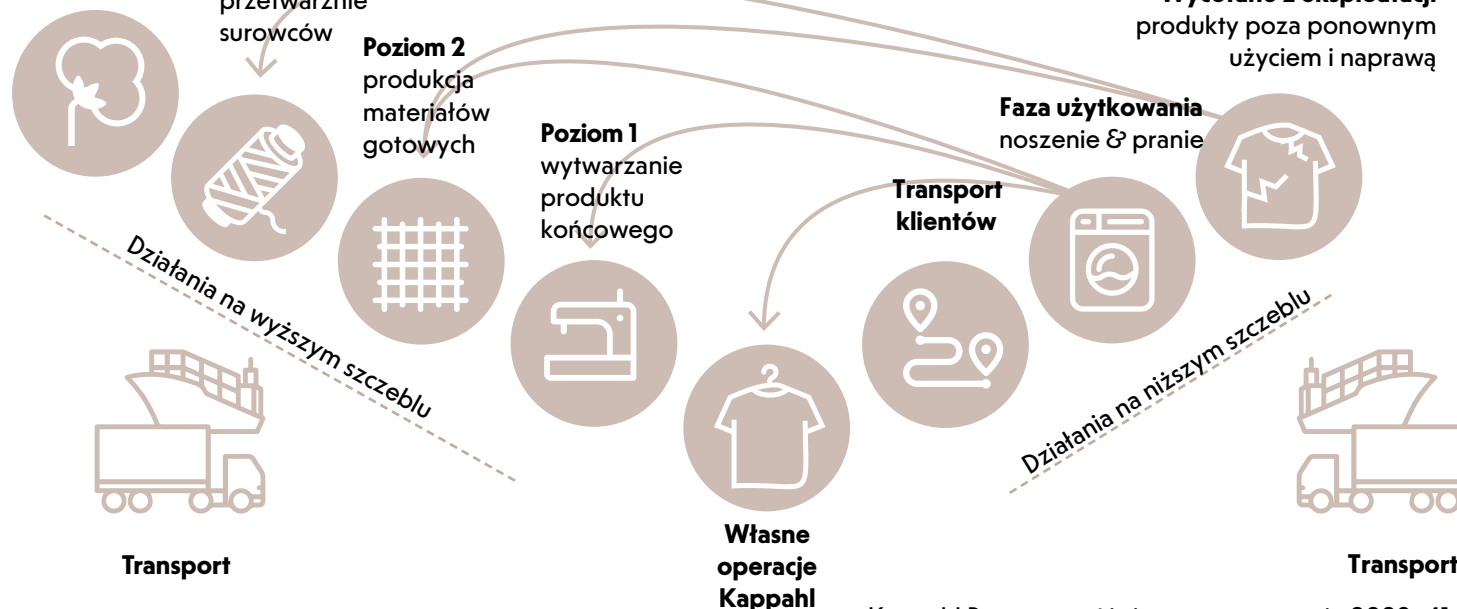 przetwarznie
surowców
Poziom 2
produkcja
materiałów
gotowych
Poziom 1
wytwarzanie
produktu
końcowego
Transport
klientów
Faza użytkowania
noszenie & pranie
produkty poza ponownym
użyciem i naprawą
Działania na wyższym szczeblu
Działania na niższym szczeblu
Transport
Własne
operacje
Kappahl
Transport